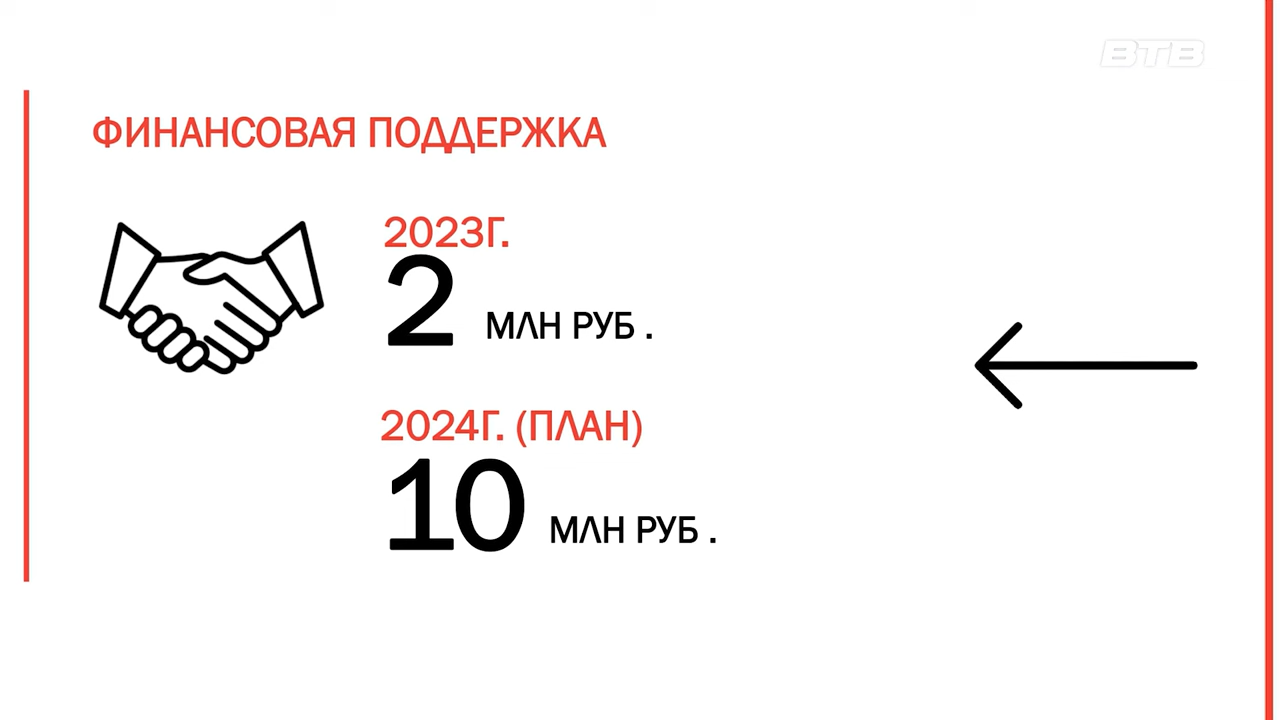 ВТВ
ФИНАНСОВАЯ ПОДДЕРЖКА
2023Г.
2 МЛН РУБ .
2024Г. (ПЛАН)
10 МЛН РУБ .